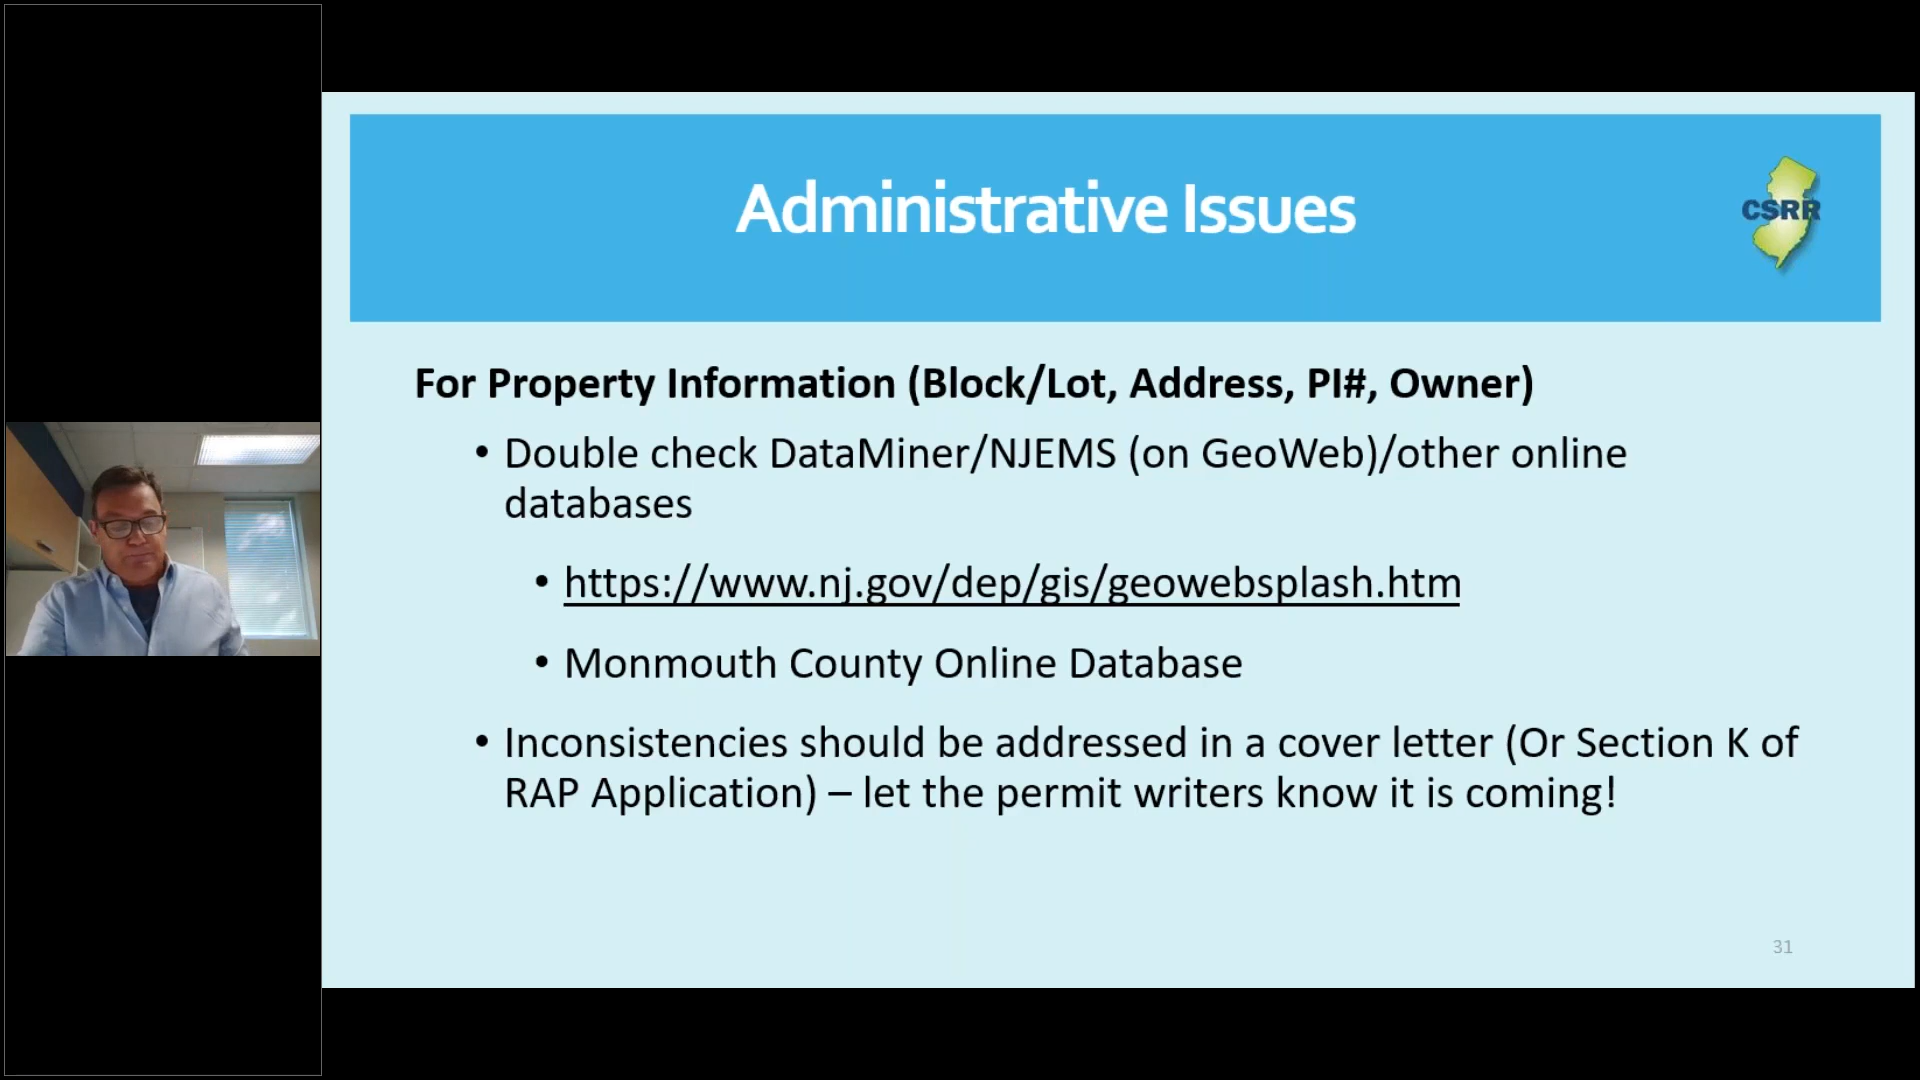 Administrative Issues
CSRR
For Property Information (Block/Lot, Address, PI#, Owner)
• Double check DataMiner/NJEMS (on GeoWeb)/other online
databases
• https://www.nj.gov/dep/gis/geowebsplash.htm
• Monmouth County Online Database
• Inconsistencies should be addressed in a cover letter (Or Section K of
RAP Application) – let the permit writers know it is coming!
31